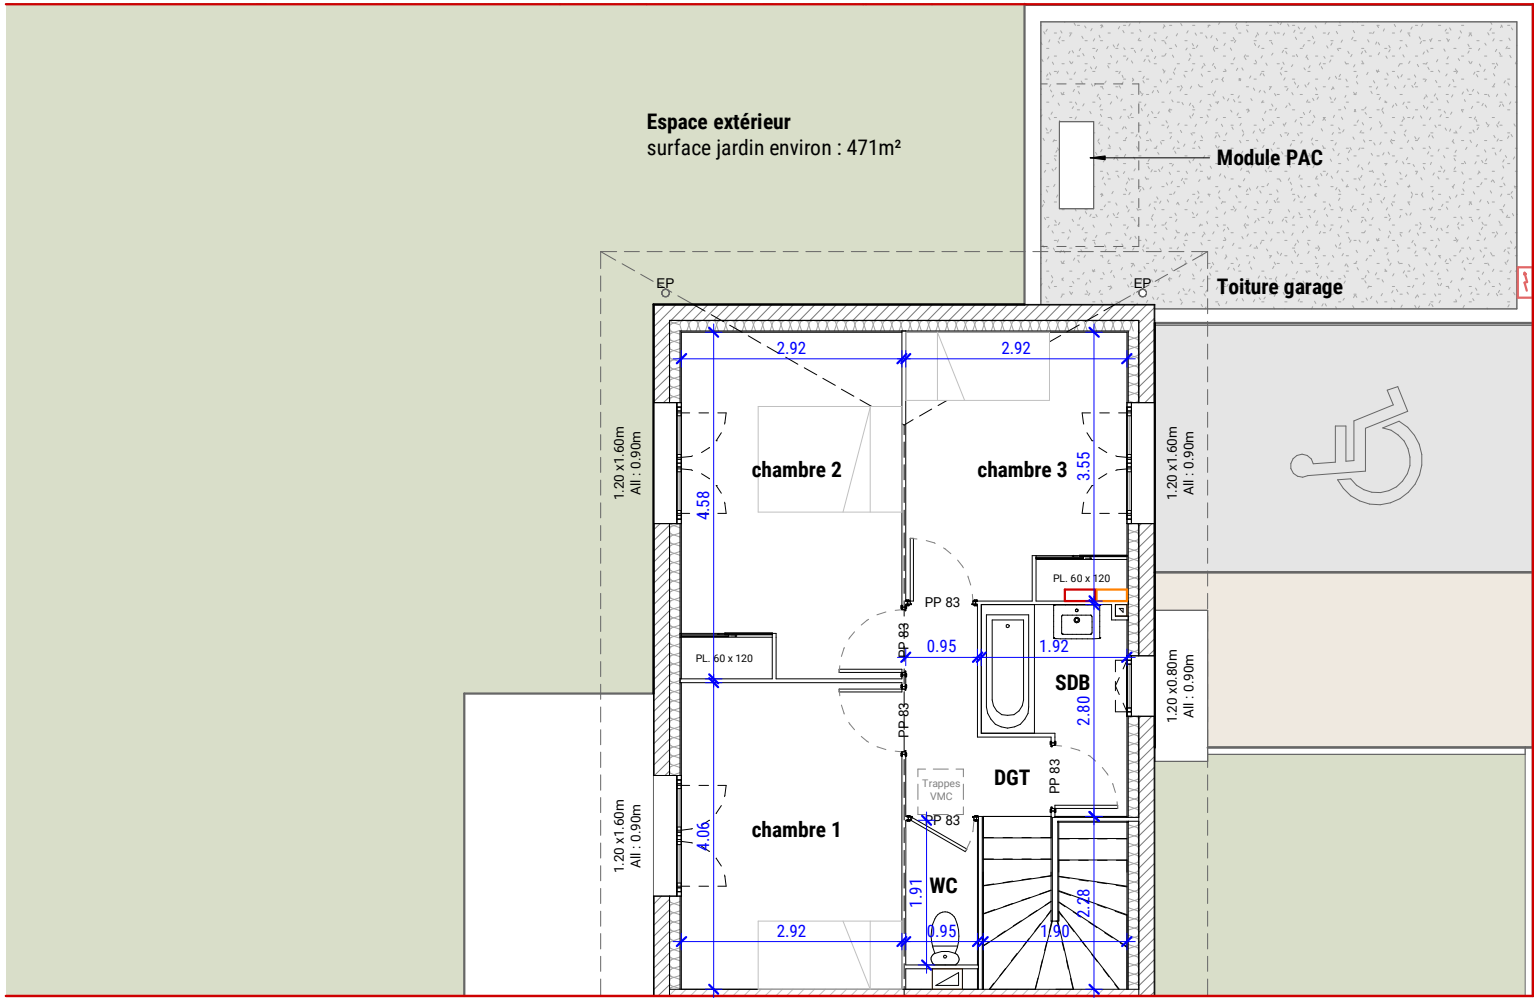 Espace extérieur
surface jardin environ : 471m²
Module PAC
Toiture garage
EP
EP
2.92
2.92
1.20 x1.60m
All : 0.90m
chambre 2
chambre 3
3.55
1.20 x1.60m
All : 0.90m
4.58
PL. 60 x 120
PP 83
PP 83
0.95
1.92
PL. 60 x 120
SDB
1.20 x0.80m
All : 0.90m
2.80
PP 83
DGT
PP 83
Trappes
VMC
PP 83
1.20 x1.60m
All : 0.90m
4.06
chambre 1
WC
1.91
2.28
2.92
0.95
1.90